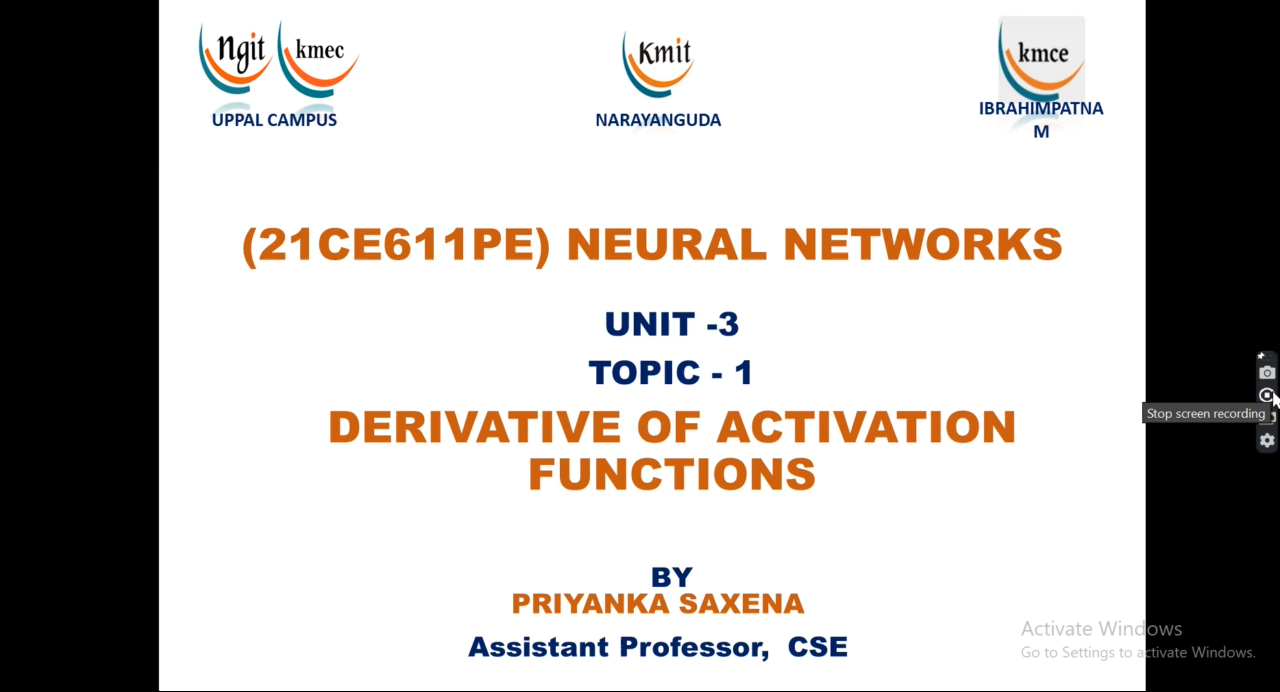 Ngit kmec Kmit kmce
UPPAL CAMPUS NARAYANGUDA IBRAHIMPATNA
M
(21CE611PE) NEURAL NETWORKS
UNIT -3
TOPIC - 1
Stop screen recording
DERIVATIVE OF ACTIVATION
FUNCTIONS
BY
PRIYANKA SAXENA
Assistant Professor, CSE
Activate Windows
Go to Settings to activate Windows.